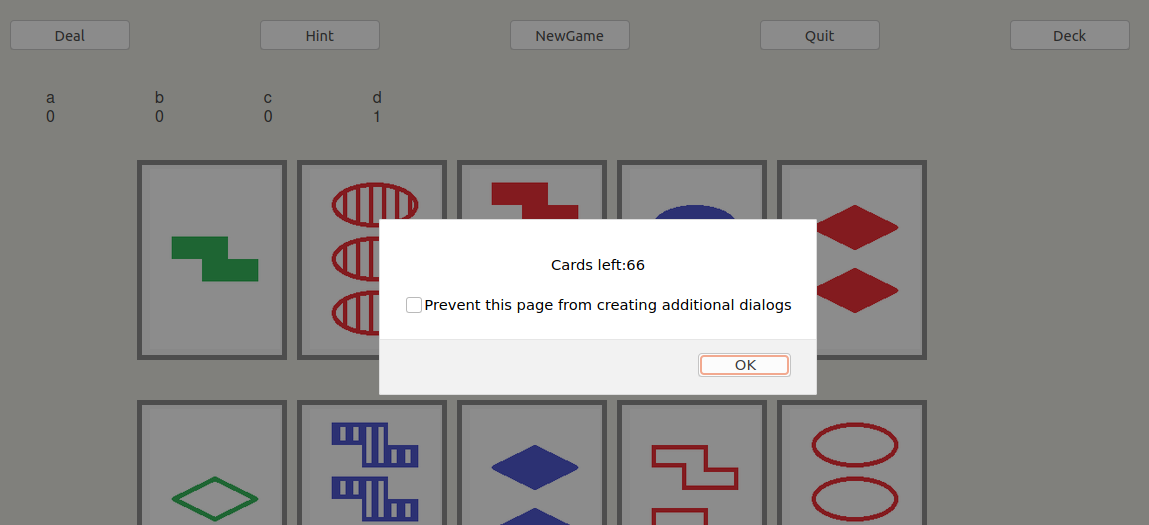 Deal Hint NewGame Quit Deck
a b c d
0 0 0 1
Cards left:66
Prevent this page from creating additional dialogs
OK